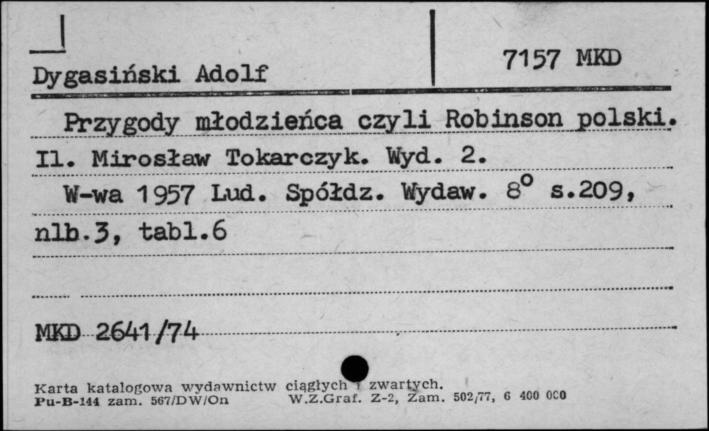 7157 MKD
Dygasiński Adolf
Przygody młodzieńca czyli Robinson polski.
Il. Mirosław Tokarczyk. Wyd. 2.
W-wa 1957 Lud. Spółdz. Wydaw. 8° s.209,
nlb.3, tabl.6
MKD 2641/74
Karta katalogowa wydawnictw ciągłych i zwartych.
Pu-B-144 zam. 567/DW/On W.Z.Graf. Z-2, Zam. 502/77, 6 400 000